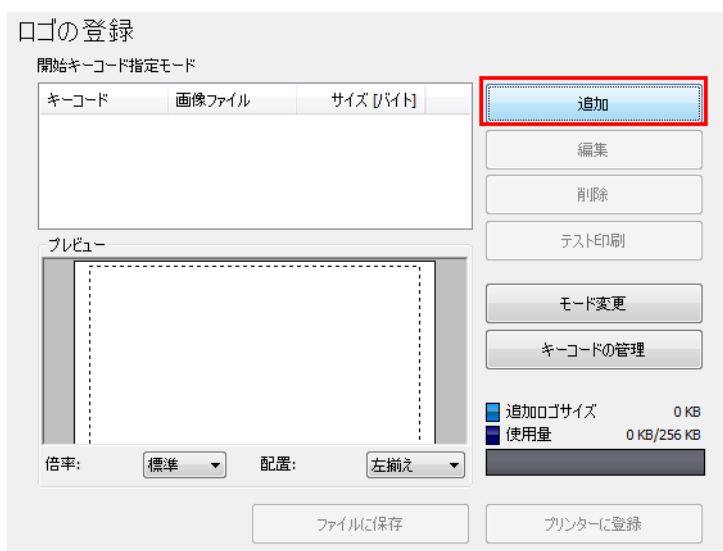 ロゴの登録
開始キーコード指定モード
キーコード 画像ファイル サイズ [バイト]
追加
編集
削除
テスト印刷
プレビュー
モード変更
キーコードの管理
追加ロゴサイズ 0 KB
使用量 0 KB/256 KB
倍率: 標準 配置: 左揃え
ファイルに保存 プリンターに登録